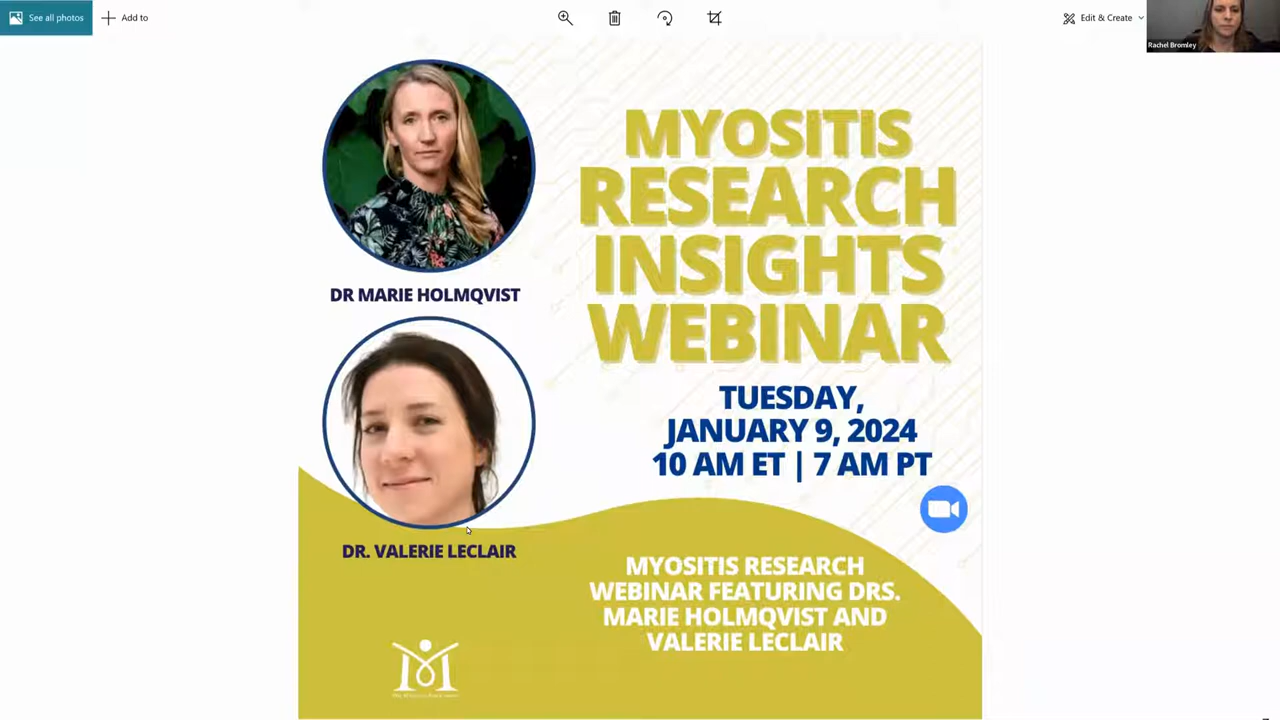 See all photos
Add to
Edit & Create
Rachel Bromley
DR MARIE HOLMQVIST
DR. VALERIE LECLAIR
MYOSITIS
RESEARCH
INSIGHTS
WEBINAR
TUESDAY,
JANUARY 9, 2024
10 AM ET | 7 AM PT
MYOSITIS RESEARCH
WEBINAR FEATURING DRS.
MARIE HOLMQVIST AND
VALERIE LECLAIR